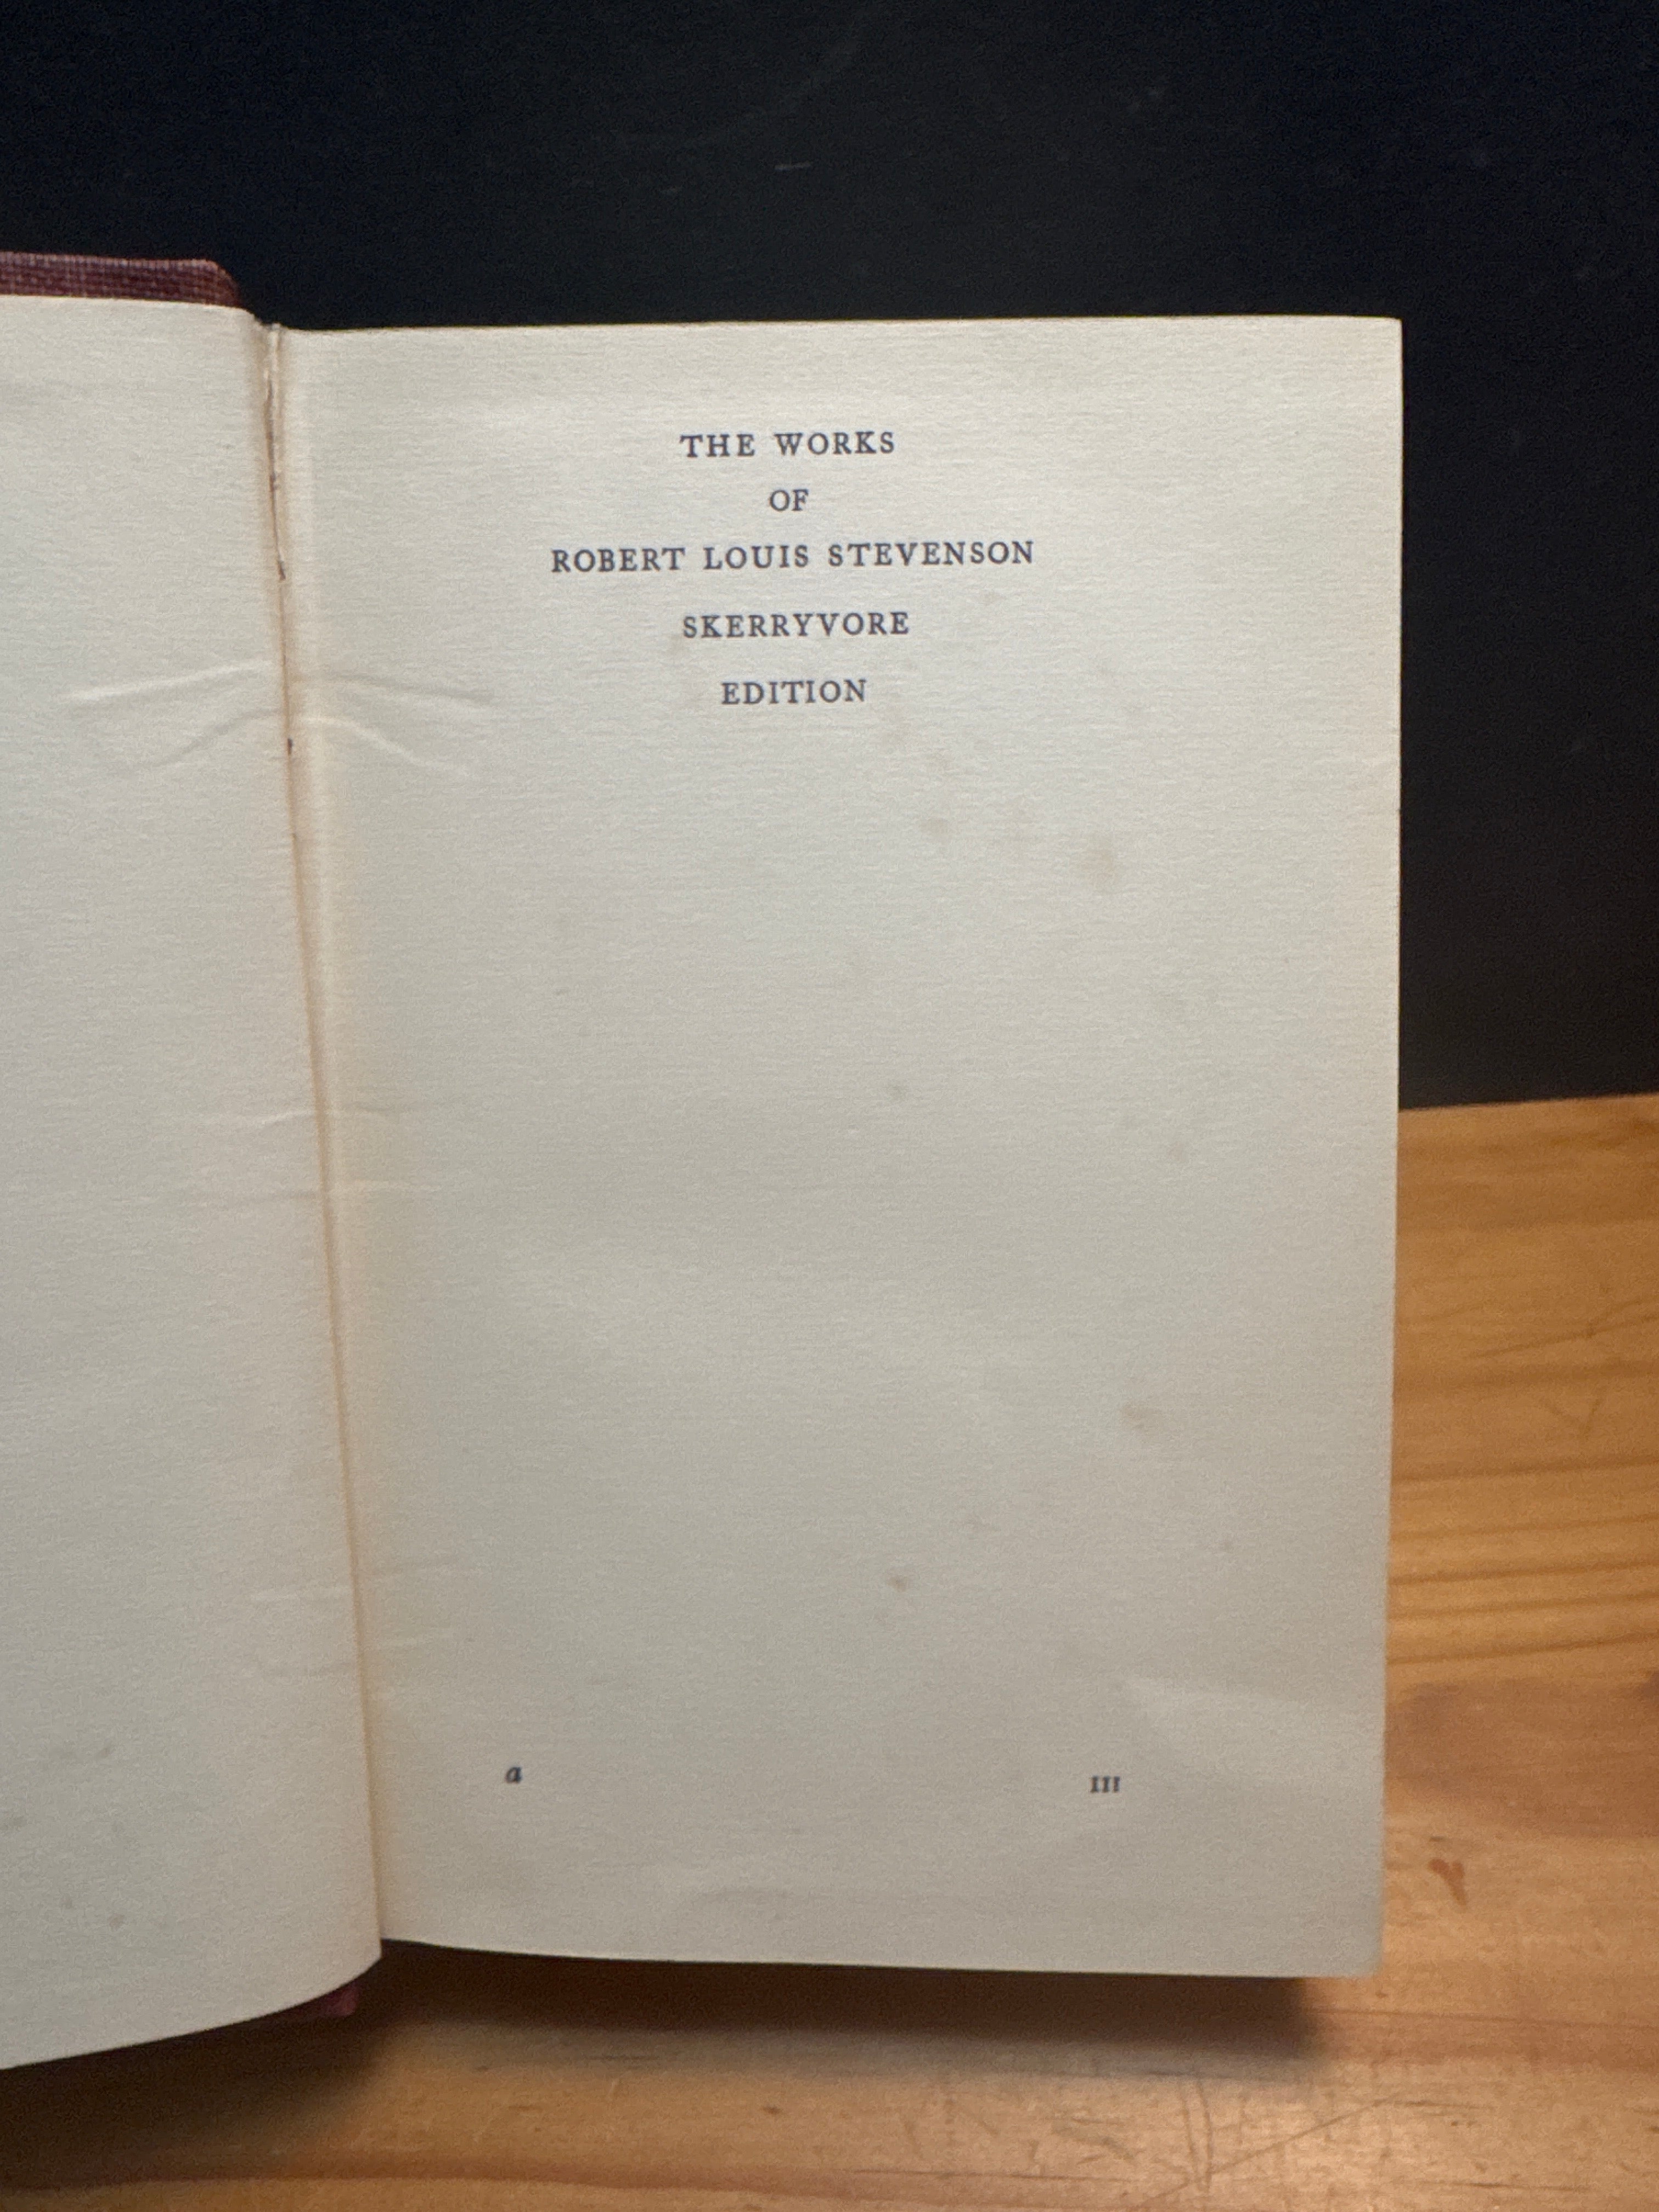 THE WORKS
OF
ROBERT LOUIS STEVENSON
SKERRYVORE
EDITION
a III